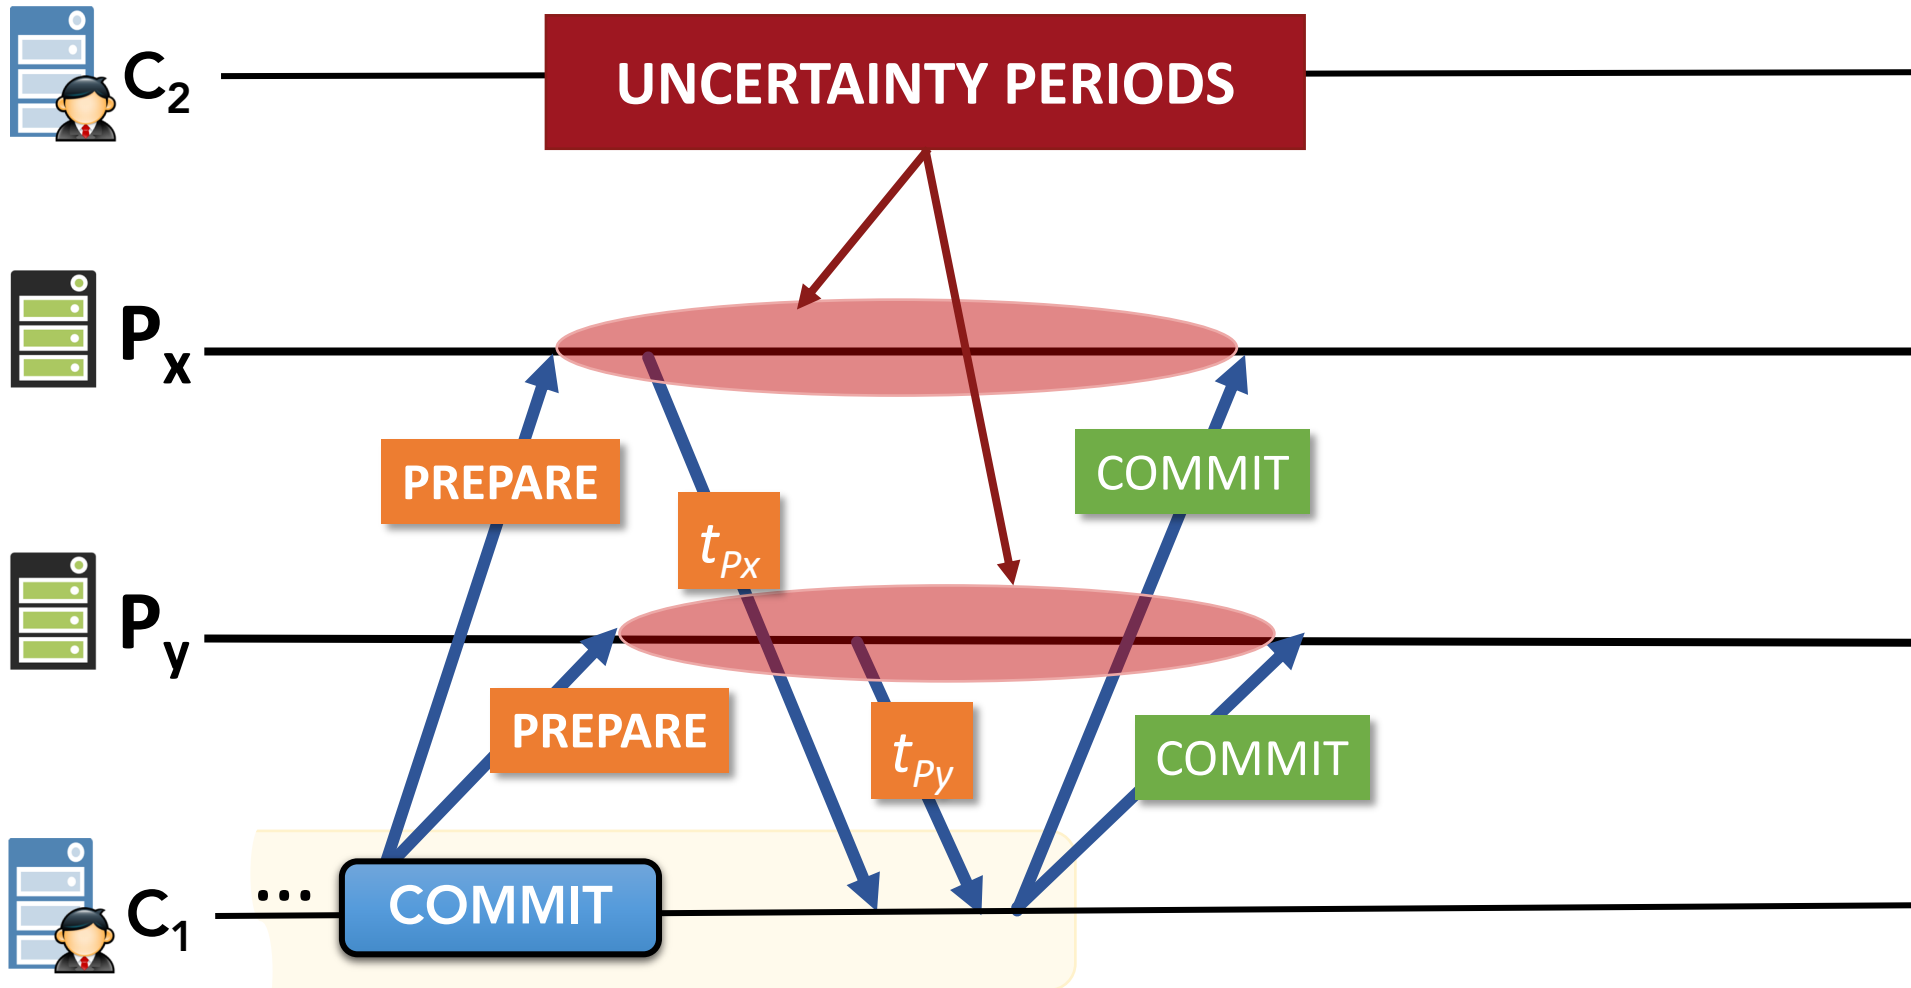 C2
UNCERTAINTY PERIODS
Px
PREPARE
COMMIT
tPx
Py
PREPARE
COMMIT
tPy
...
COMMIT
C1